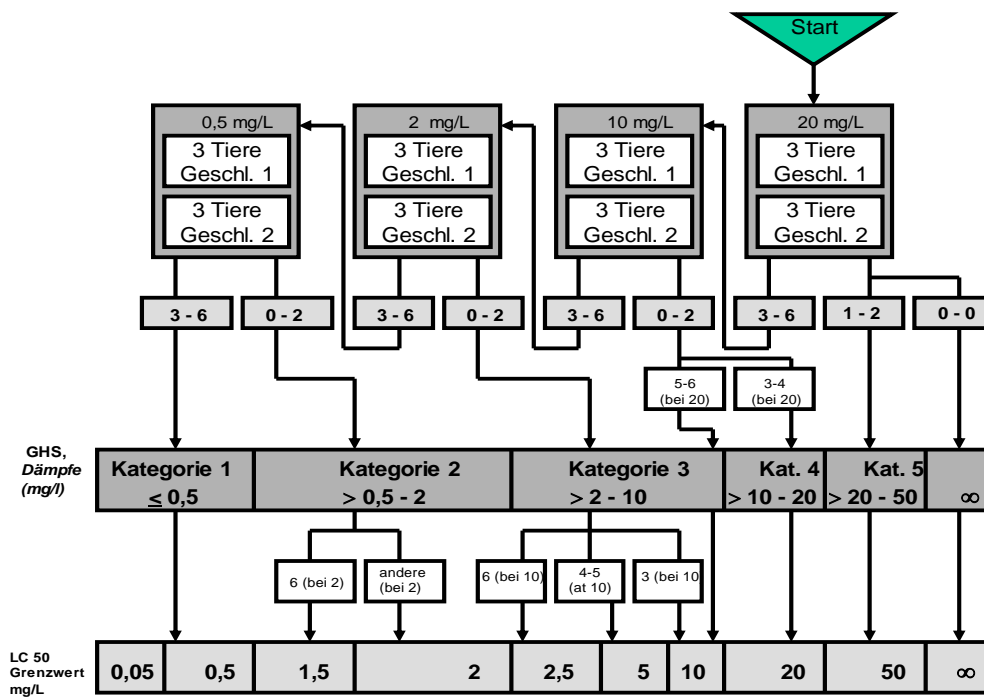 Start
0,5 mg/L
2 mg/L
10 mg/L
20 mg/L
3 Tiere
Geschl. 1
3 Tiere
Geschl. 1
3 Tiere
Geschl. 1
3 Tiere
Geschl. 1
3 Tiere
Geschl. 2
3 Tiere
Geschl. 2
3 Tiere
Geschl. 2
3 Tiere
Geschl. 2
3 - 6
0 - 2
3 - 6
0 - 2
3 - 6
0 - 2
3 - 6
1 - 2
0 - 0
5-6
(bei 20)
3-4
(bei 20)
GHS,
Dämpfe
(mg/l)
Kategorie 1
≤ 0,5
Kategorie 2
> 0,5 - 2
Kategorie 3
> 2 - 10
Kat. 4
> 10 - 20
Kat. 5
> 20 - 50
∞
6 (bei 2)
andere
(bei 2)
6 (bei 10)
4-5
(at 10)
3 (bei 10
LC 50
Grenzwert
mg/L
0,05
0,5
1,5
2
2,5
5
10
20
50
∞